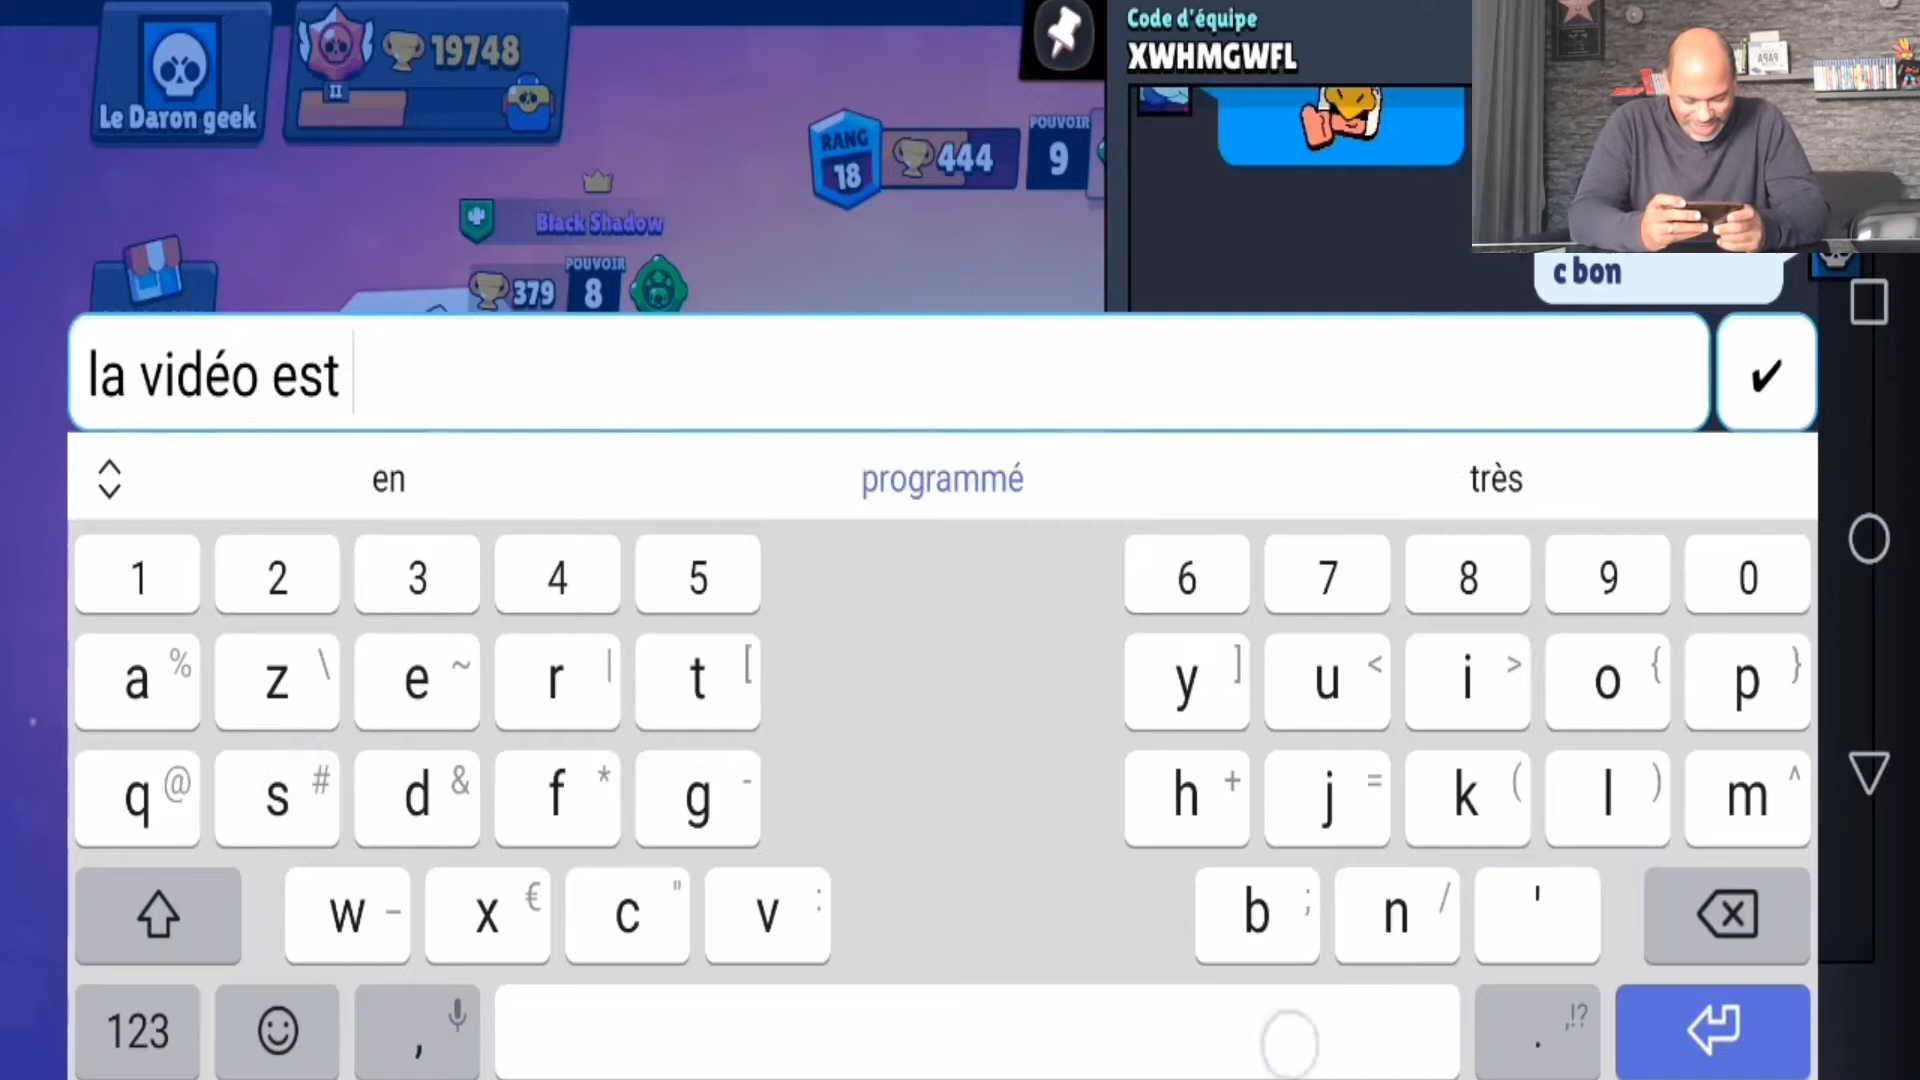 Le Daron geek
II
19748
RANG
18
444
POUVOIR
9
Black Shadow
379
POUVOIR
8
Code d'équipe
XWHMGWFL
PAPA
c bon
la vidéo est
en programmé très
1 2 3 4 5 6 7 8 9 0
a % z \ e ~ r | t [ y ] u < i > o { p }
q @ s # d & f * g - h + j = k ( l ) m ^
w _ x € c " v : b ; n / '
123 , . ,!?